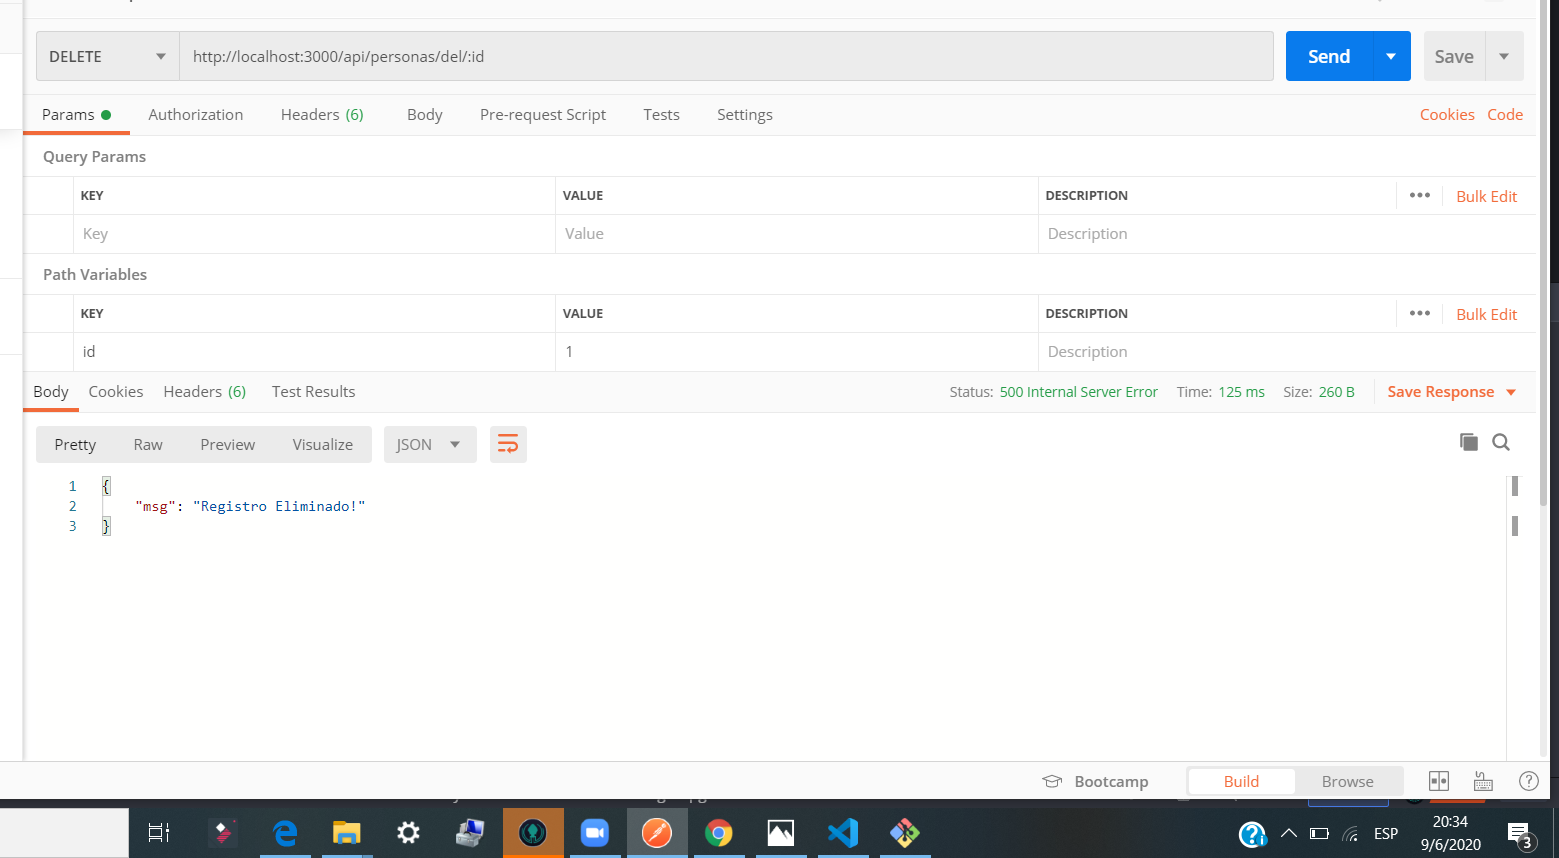 DELETE http://localhost:3000/api/personas/del/:id Send Save
Params Authorization Headers (6) Body Pre-request Script Tests Settings Cookies Code
Query Params
KEY VALUE DESCRIPTION ••• Bulk Edit
Key Value Description
Path Variables
KEY VALUE DESCRIPTION ••• Bulk Edit
id 1 Description
Body Cookies Headers (6) Test Results Status: 500 Internal Server Error Time: 125 ms Size: 260 B Save Response
Pretty Raw Preview Visualize JSON
1 {
2 "msg": "Registro Eliminado!"
3 }
Bootcamp Build Browse
ESP 20:34 3
9/6/2020